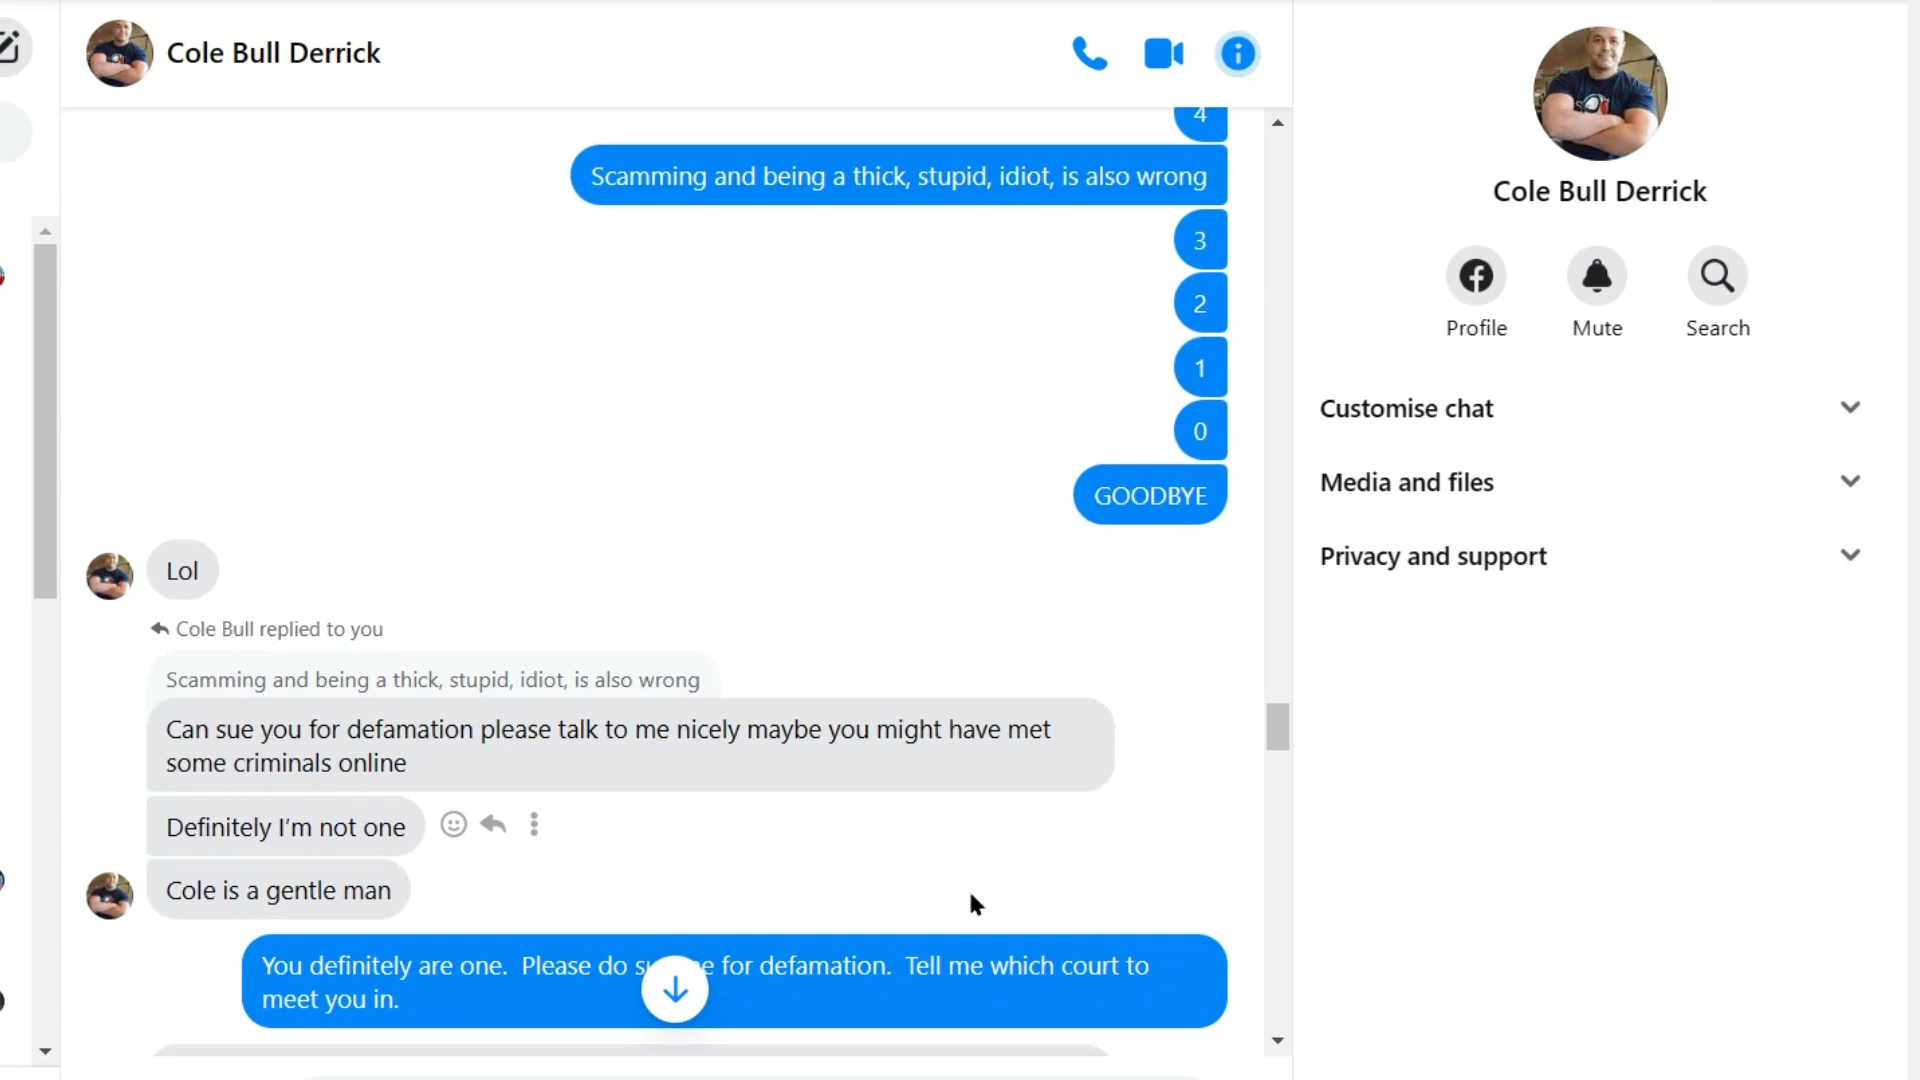 Cole Bull Derrick
4
Scamming and being a thick, stupid, idiot, is also wrong
3
2
1
0
GOODBYE
Lol
Cole Bull replied to you
Scamming and being a thick, stupid, idiot, is also wrong
Can sue you for defamation please talk to me nicely maybe you might have met
some criminals online
Definitely I'm not one
Cole is a gentle man
You definitely are one. Please do for defamation. Tell me which court to
meet you in.
Cole Bull Derrick
Profile
Mute
Search
Customise chat
Media and files
Privacy and support